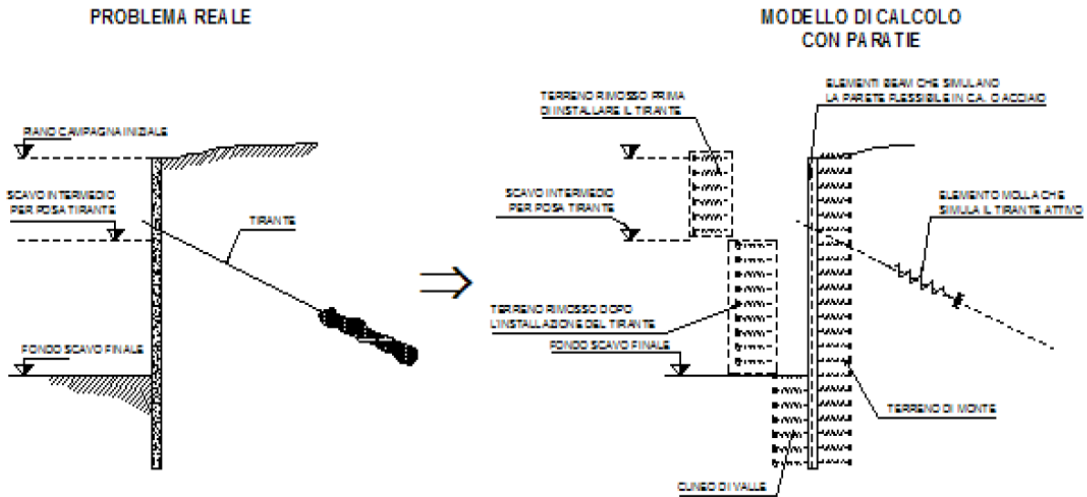 PROBLEMA REALE
PIANO CAMPAGNA INIZIALE
SCAVO INTERMEDIO
PER POSA TIRANTE
TIRANTE
FONDO SCAVO FINALE
MODELLO DI CALCOLO
CON PARATIE
ELEMENTI BEAM CHE SIMULANO
LA PARETE FLESSIBILE IN C.A. O ACCIAIO
TERRENO RIMOSSO PRIMA
DI INSTALLARE IL TIRANTE
SCAVO INTERMEDIO
PER POSA TIRANTE
ELEMENTO MOLLA CHE
SIMULA IL TIRANTE ATTIVO
TERRENO RIMOSSO DOPO
L'INSTALLAZIONE DEL TIRANTE
FONDO SCAVO FINALE
TERRENO DI MONTE
CUNEO DI VALLE